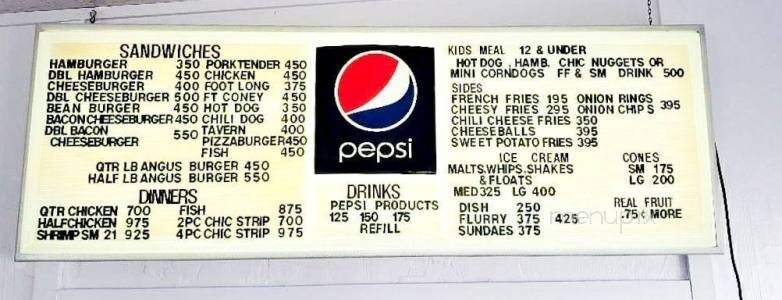 SANDWICHES
HAMBURGER 350 PORKTENDER 450
DBL HAMBURGER 450 CHICKEN 450
CHEESEBURGER 400 FOOT LONG 375
DBL CHEESEBURGER 500 FT CONEY 450
BEAN BURGER 450 HOT DOG 350
BACONCHEESEBURGER 450 CHILI DOG 400
DBL BACON CHEESEBURGER 550 TAVERN 400
PIZZABURGER 450
FISH 450
QTR LB ANGUS BURGER 450
HALF LB ANGUS BURGER 550
DINNERS
QTR CHICKEN 700 FISH 875
HALFCHICKEN 975 2PC CHIC STRIP 700
SHRIMP SM 21 925 4PC CHIC STRIP 975
pepsi
DRINKS
PEPSI PRODUCTS
125 150 175
REFILL
KIDS MEAL 12 & UNDER
HOT DOG, HAMB. CHIC NUGGETS OR
MINI CORNDOGS FF & SM DRINK 500
SIDES
FRENCH FRIES 195 ONION RINGS
CHEESY FRIES 295 ONION CHIPS 395
CHILI CHEESE FRIES 350
CHEESEBALLS 395
SWEET POTATO FRIES 395
ICE CREAM
MALTS,WHIPS,SHAKES
& FLOATS
MED 325 LG 400
DISH 250
FLURRY 375 425
SUNDAES 375
CONES
SM 175
LG 200
REAL FRUIT
.75¢ MORE
menupix